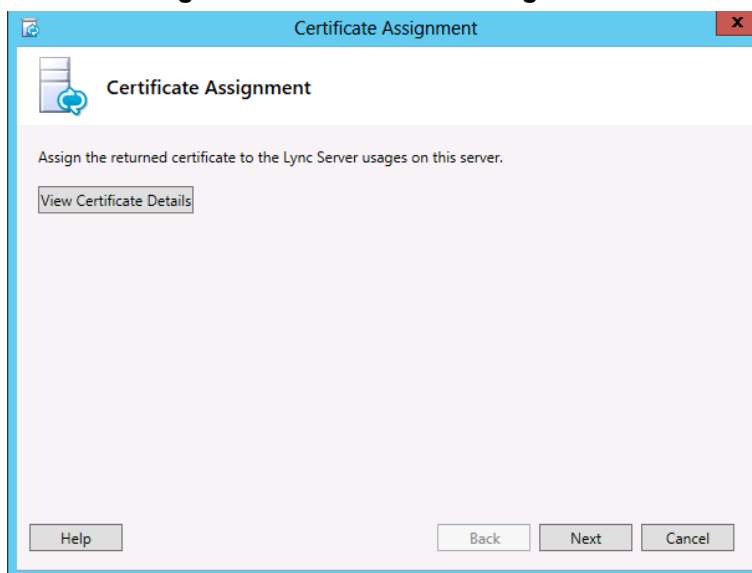 Certificate Assignment
x
Certificate Assignment
Assign the returned certificate to the Lync Server usages on this server.
View Certificate Details
Help
Back
Next
Cancel